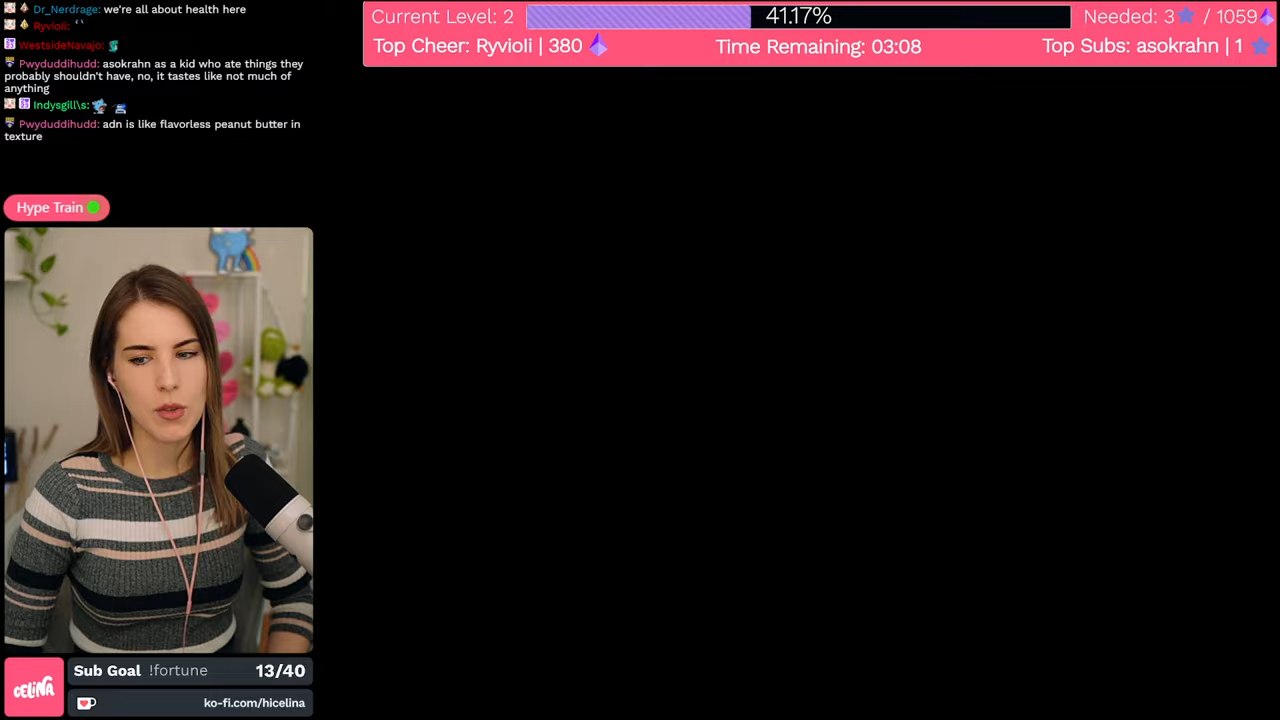 Dr_Nerdrage: we're all about health here
Ryvioli:
WestsideNavajo:
Pwyduddihudd: asokrahn as a kid who ate things they
probably shouldn't have, no, it tastes like not much of
anything
Indysgill\s:
Pwyduddihudd: adn is like flavorless peanut butter in
texture
Hype Train
Current Level: 2
41.17%
Needed: 3 / 1059
Top Cheer: Ryvioli | 380
Time Remaining: 03:08
Top Subs: asokrahn | 1
CELINA
Sub Goal !fortune 13/40
ko-fi.com/hicelina